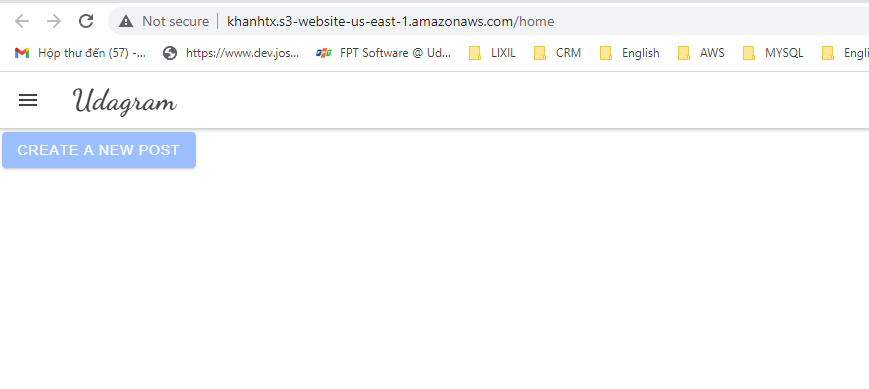 Not secure khanhtx.s3-website-us-east-1.amazonaws.com/home
Hộp thư đến (57) -... https://www.dev.jos... FPT Software @ Ud... LIXIL CRM English AWS MYSQL Engli
Udagram
CREATE A NEW POST